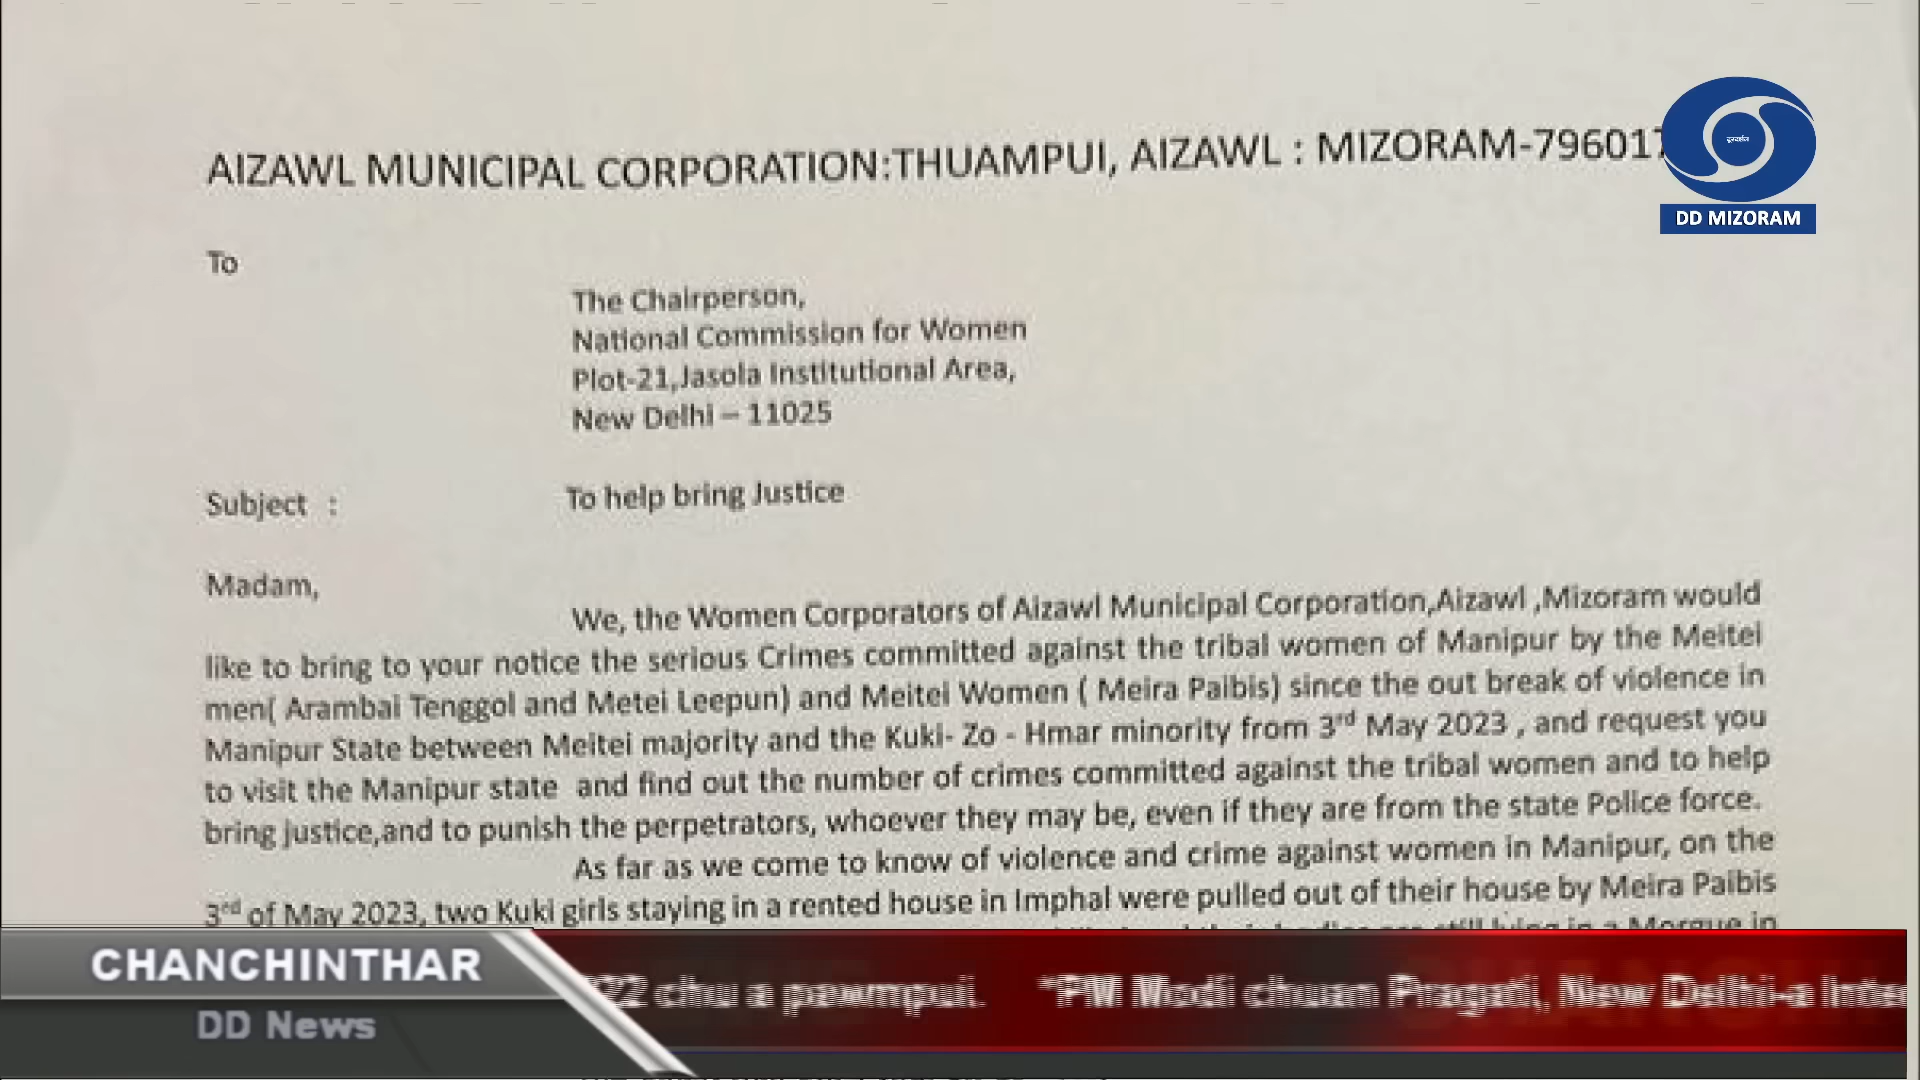 AIZAWL MUNICIPAL CORPORATION:THUAMPUI, AIZAWL : MIZORAM-796017
दूरदर्शन
DD MIZORAM
To
The Chairperson,
National Commission for Women
Plot-21,Jasola Institutional Area,
New Delhi – 11025
Subject :
To help bring Justice
Madam,
We, the Women Corporators of Aizawl Municipal Corporation,Aizawl ,Mizoram would
like to bring to your notice the serious Crimes committed against the tribal women of Manipur by the Meitei
men( Arambai Tenggol and Metei Leepun) and Meitei Women ( Meira Paibis) since the out break of violence in
Manipur State between Meitei majority and the Kuki- Zo - Hmar minority from 3rd May 2023 , and request you
to visit the Manipur state and find out the number of crimes committed against the tribal women and to help
bring justice,and to punish the perpetrators, whoever they may be, even if they are from the state Police force.
As far as we come to know of violence and crime against women in Manipur, on the
3rd of May 2023, two Kuki girls staying in a rented house in Imphal were pulled out of their house by Meira Paibis
still lying in a Morgue in
CHANCHINTHAR
DD News
22 chu a pawmpui. *PM Modi chuan Pragati, New Delhi-a Inte